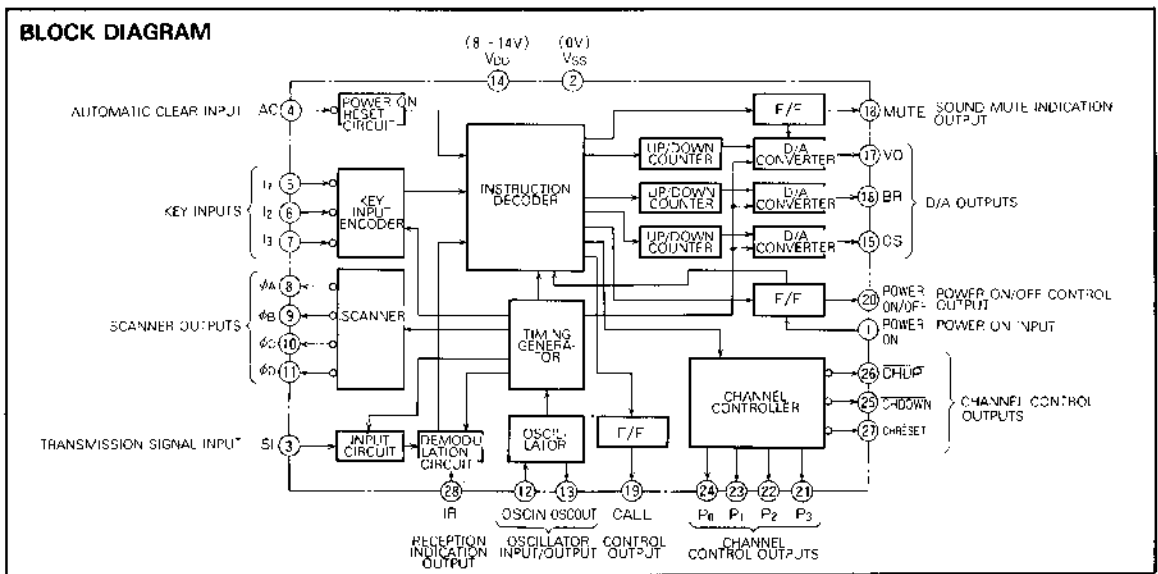 BLOCK DIAGRAM
(8 - 14V)
VDD
14
(0V)
VSS
2
AUTOMATIC CLEAR INPUT
AC
4
POWER ON
RESET
CIRCUIT
KEY INPUTS
I1
5
I2
6
I3
7
KEY
INPUT
ENCODER
SCANNER OUTPUTS
φA
8
φB
9
φC
10
φD
11
SCANNER
TRANSMISSION SIGNAL INPUT
SI
3
INPUT
CIRCUIT
DEMODU
LATION
CIRCUIT
INSTRUCTION
DECODER
TIMING
GENERA-
TOR
OSCIL-
LATOR
F/F
UP/DOWN
COUNTER
UP/DOWN
COUNTER
UP/DOWN
COUNTER
F/F
D/A
CONVERTER
D/A
CONVERTER
D/A
CONVERTER
F/F
CHANNEL
CONTROLLER
18
MUTE
SOUND MUTE INDICATION
OUTPUT
17
VO
16
BR
15
CS
D/A OUTPUTS
20
POWER
ON/OFF
POWER ON/OFF CONTROL
OUTPUT
1
POWER
ON
POWER ON INPUT
26
CHUP
25
CHDOWN
27
CHRESET
CHANNEL CONTROL
OUTPUTS
28
12
13
19
24
23
22
21
IR
OSCIN
OSCOUT
CALL
P0
P1
P2
P3
RECEPTION
INDICATION
OUTPUT
OSCILLATOR
INPUT/OUTPUT
CONTROL
OUTPUT
CHANNEL
CONTROL OUTPUTS